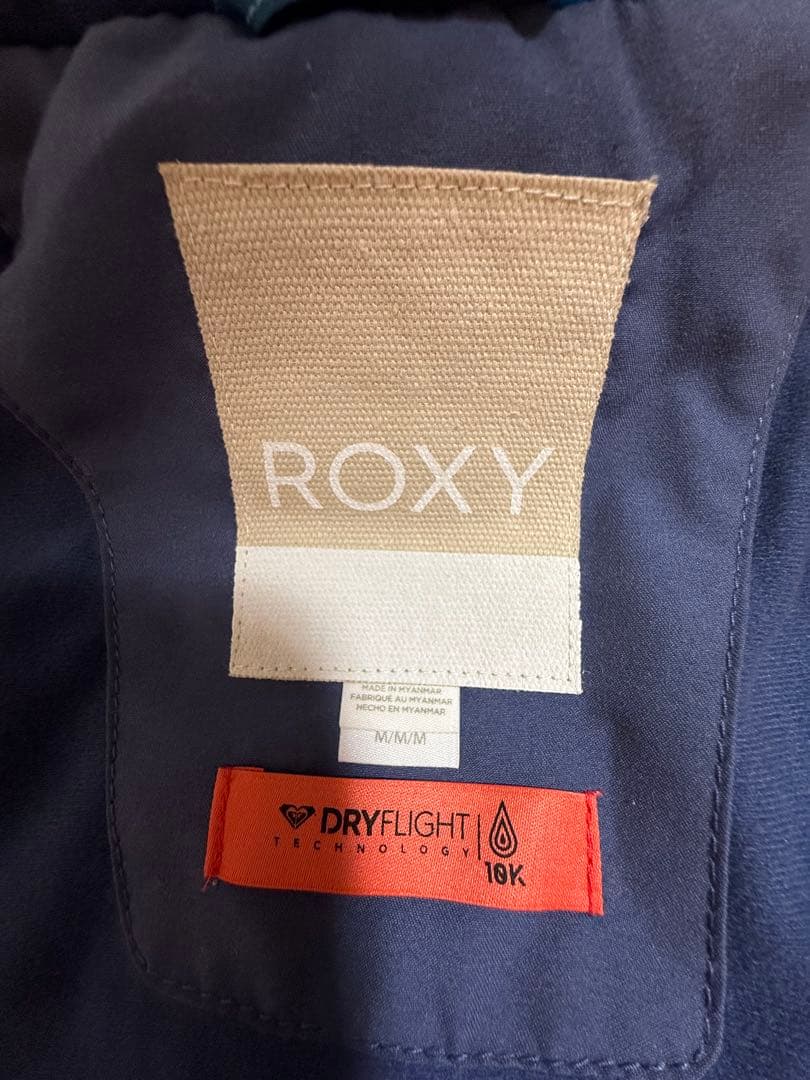 ROXY
MADE IN MYANMAR
FABRIQUÉ AU MYANMAR
HECHO EN MYANMAR
M/M/M
DRYFLIGHT
TECHNOLOGY
10K